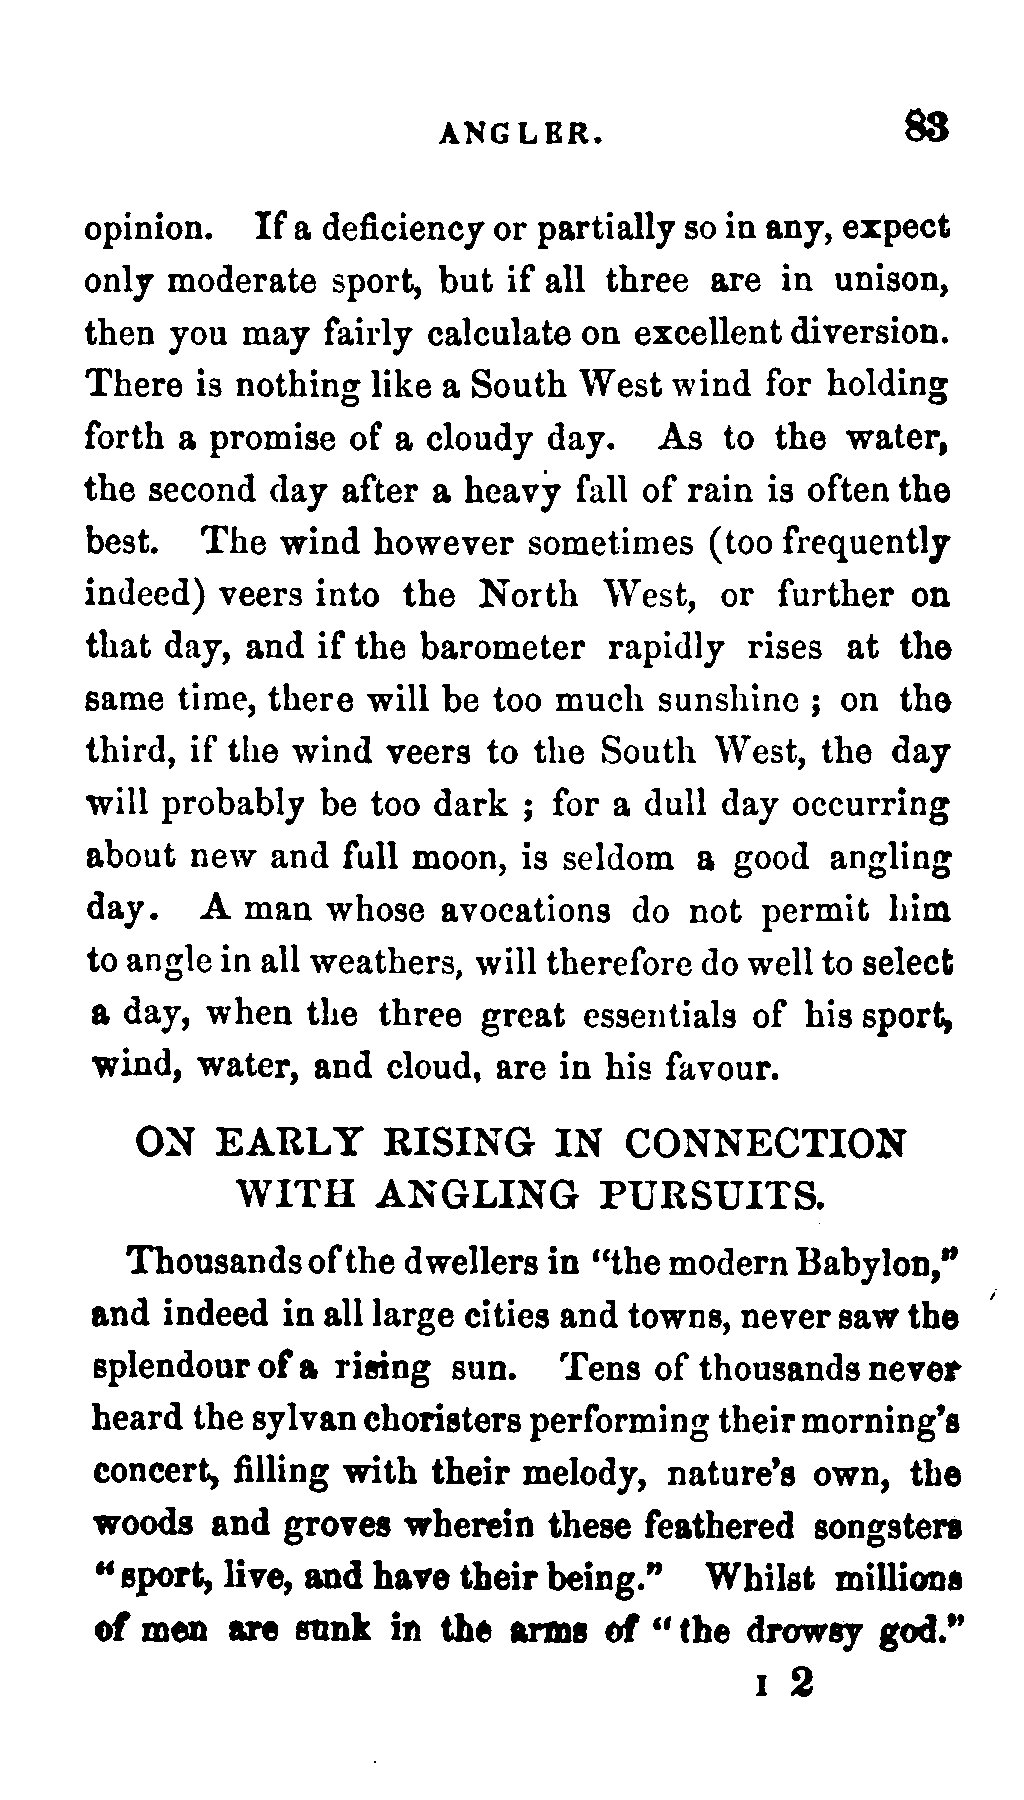 ANGLER. 83
opinion. If a deficiency or partially so in any, expect
only moderate sport, but if all three are in unison,
then you may fairly calculate on excellent diversion.
There is nothing like a South West wind for holding
forth a promise of a cloudy day. As to the water,
the second day after a heavy fall of rain is often the
best. The wind however sometimes (too frequently
indeed) veers into the North West, or further on
that day, and if the barometer rapidly rises at the
same time, there will be too much sunshine ; on the
third, if the wind veers to the South West, the day
will probably be too dark ; for a dull day occurring
about new and full moon, is seldom a good angling
day. A man whose avocations do not permit him
to angle in all weathers, will therefore do well to select
a day, when the three great essentials of his sport,
wind, water, and cloud, are in his favour.
ON EARLY RISING IN CONNECTION
WITH ANGLING PURSUITS.
Thousands of the dwellers in "the modern Babylon,"
and indeed in all large cities and towns, never saw the
splendour of a rising sun. Tens of thousands never
heard the sylvan choristers performing their morning's
concert, filling with their melody, nature's own, the
woods and groves wherein these feathered songsters
"sport, live, and have their being." Whilst millions
of men are sunk in the arms of "the drowsy god."
I 2